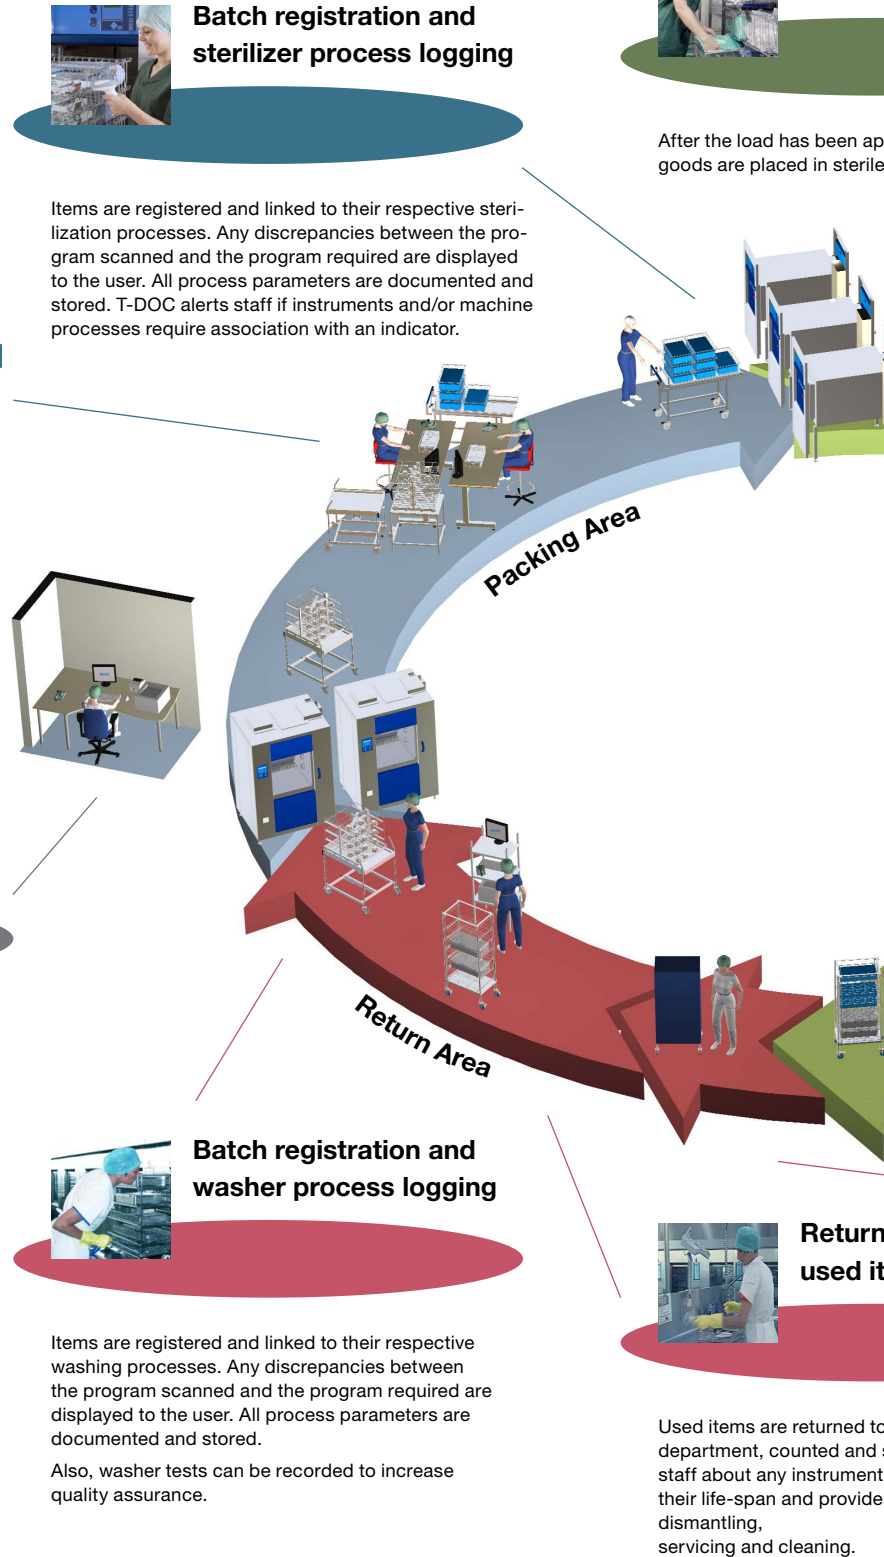 Batch registration and
sterilizer process logging
Items are registered and linked to their respective steri-
lization processes. Any discrepancies between the pro-
gram scanned and the program required are displayed
to the user. All process parameters are documented and
stored. T-DOC alerts staff if instruments and/or machine
processes require association with an indicator.
After the load has been ap
goods are placed in sterile
Packing Area
Return Area
Batch registration and
washer process logging
Items are registered and linked to their respective
washing processes. Any discrepancies between
the program scanned and the program required are
displayed to the user. All process parameters are
documented and stored.
Also, washer tests can be recorded to increase
quality assurance.
Return
used it
Used items are returned to
department, counted and s
staff about any instrument
their life-span and provide
dismantling,
servicing and cleaning.